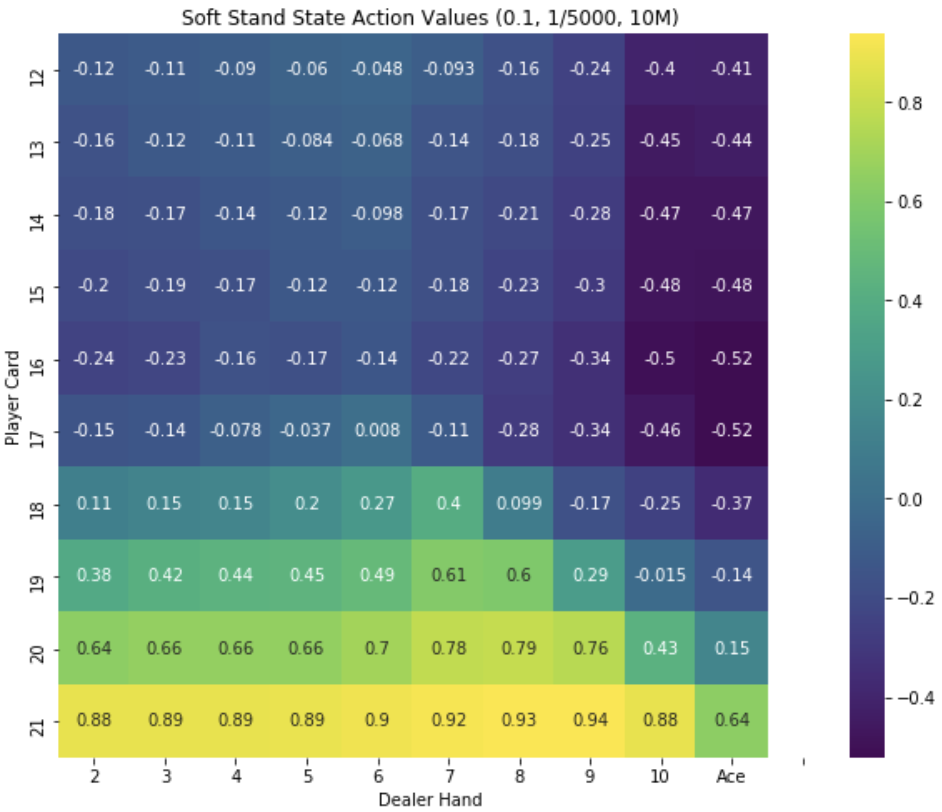 Soft Stand State Action Values (0.1, 1/5000, 10M)
12 -0.12 -0.11 -0.09 -0.06 -0.048 -0.093 -0.16 -0.24 -0.4 -0.41
13 -0.16 -0.12 -0.11 -0.084 -0.068 -0.14 -0.18 -0.25 -0.45 -0.44
14 -0.18 -0.17 -0.14 -0.12 -0.098 -0.17 -0.21 -0.28 -0.47 -0.47
15 -0.2 -0.19 -0.17 -0.12 -0.12 -0.18 -0.23 -0.3 -0.48 -0.48
16 -0.24 -0.23 -0.16 -0.17 -0.14 -0.22 -0.27 -0.34 -0.5 -0.52
17 -0.15 -0.14 -0.078 -0.037 0.008 -0.11 -0.28 -0.34 -0.46 -0.52
18 0.11 0.15 0.15 0.2 0.27 0.4 0.099 -0.17 -0.25 -0.37
19 0.38 0.42 0.44 0.45 0.49 0.61 0.6 0.29 -0.015 -0.14
20 0.64 0.66 0.66 0.66 0.7 0.78 0.79 0.76 0.43 0.15
21 0.88 0.89 0.89 0.89 0.9 0.92 0.93 0.94 0.88 0.64
2 3 4 5 6 7 8 9 10 Ace
Dealer Hand
Player Card
0.8
0.6
0.4
0.2
0.0
-0.2
-0.4